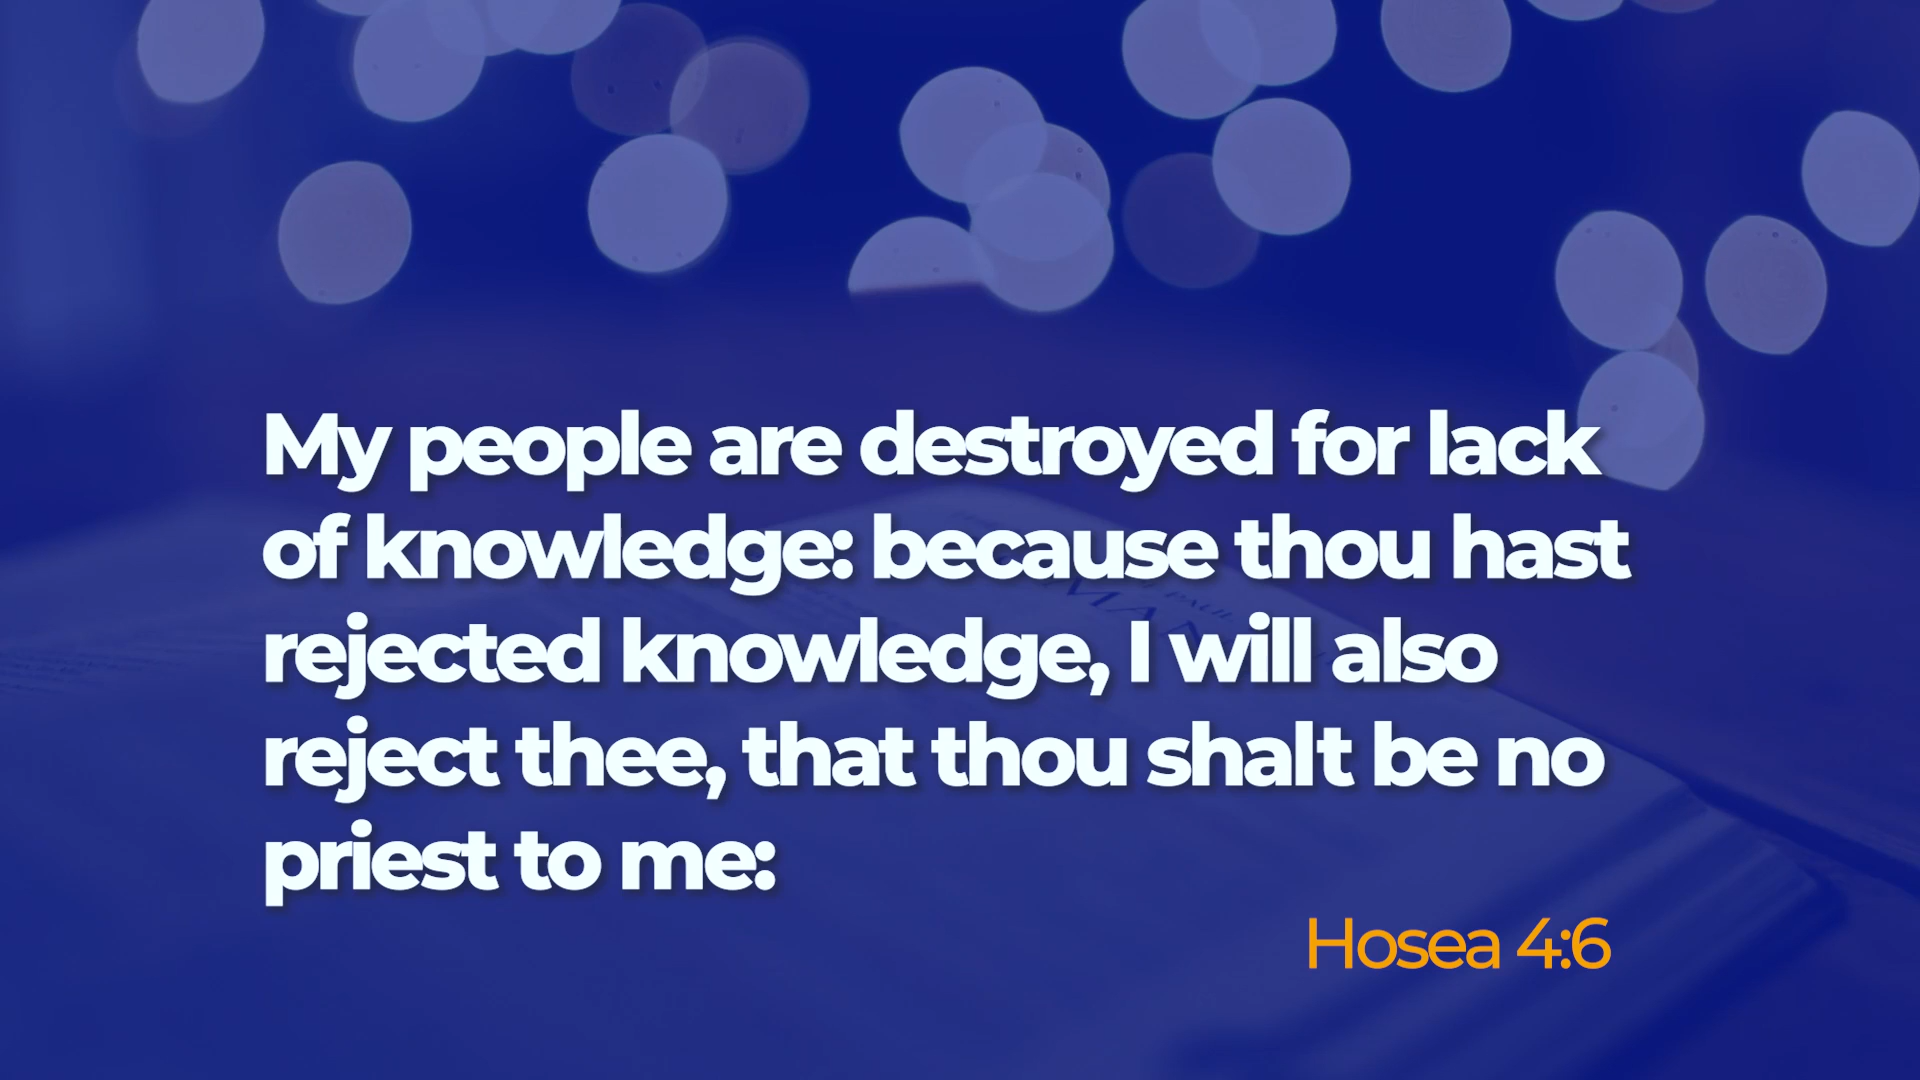 My people are destroyed for lack
of knowledge: because thou hast
rejected knowledge, I will also
reject thee, that thou shalt be no
priest to me:
Hosea 4:6